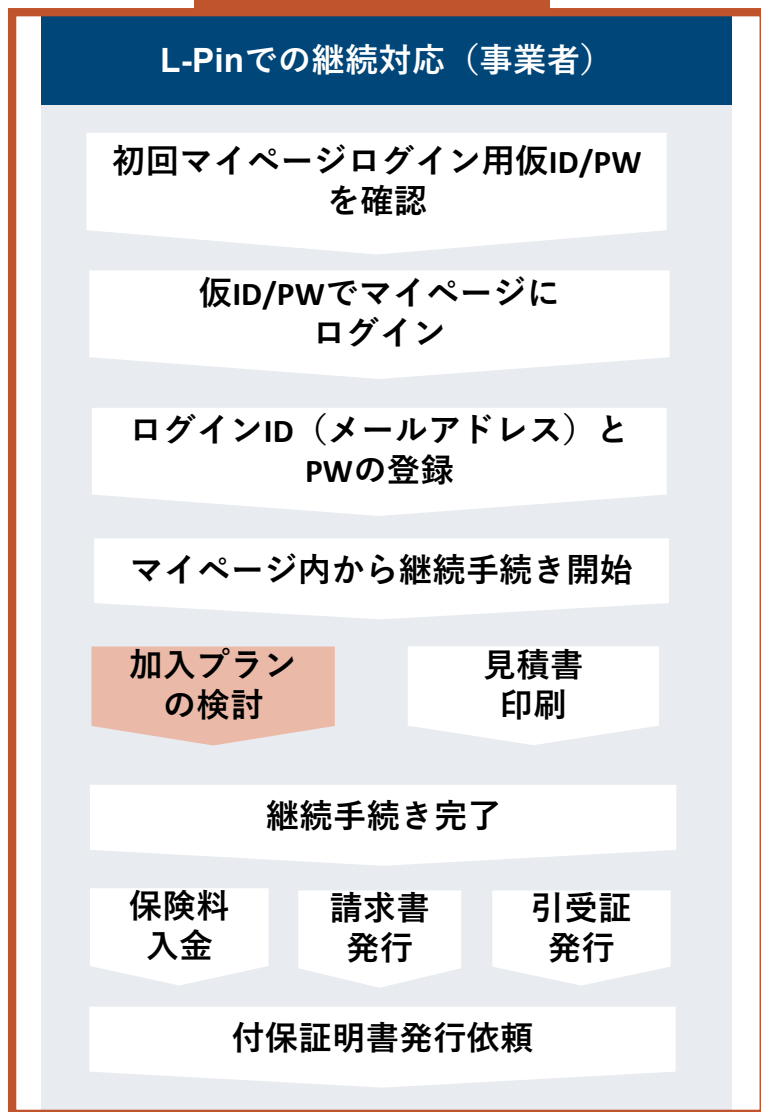 L-Pinでの継続対応（事業者）
初回マイページログイン用仮ID/PW
を確認
仮ID/PWでマイページに
ログイン
ログインID（メールアドレス）と
PWの登録
マイページ内から継続手続き開始
加入プラン
の検討
見積書
印刷
継続手続き完了
保険料
入金
請求書
発行
引受証
発行
付保証明書発行依頼